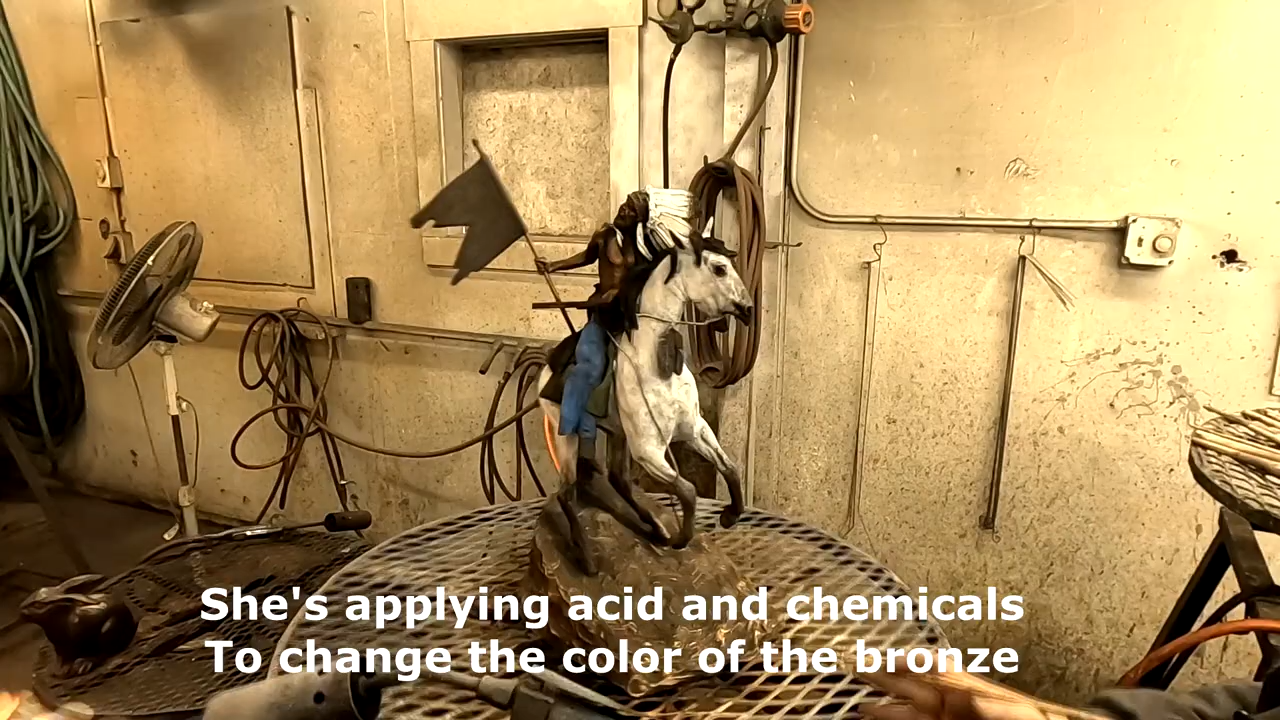 She's applying acid and chemicals
To change the color of the bronze